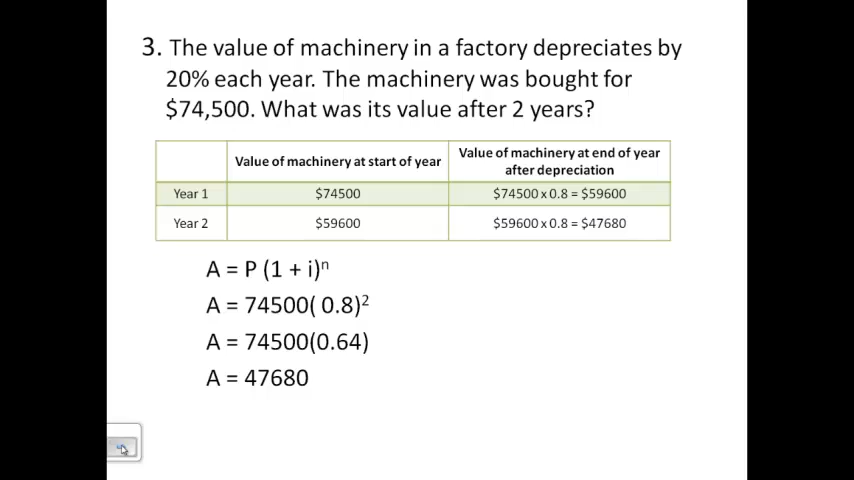 3. The value of machinery in a factory depreciates by
20% each year. The machinery was bought for
$74,500. What was its value after 2 years?
Value of machinery at start of year
Value of machinery at end of year
after depreciation
Year 1 $74500 $74500 x 0.8 = $59600
Year 2 $59600 $59600 x 0.8 = $47680
A = P (1 + i)ⁿ
A = 74500( 0.8)²
A = 74500(0.64)
A = 47680